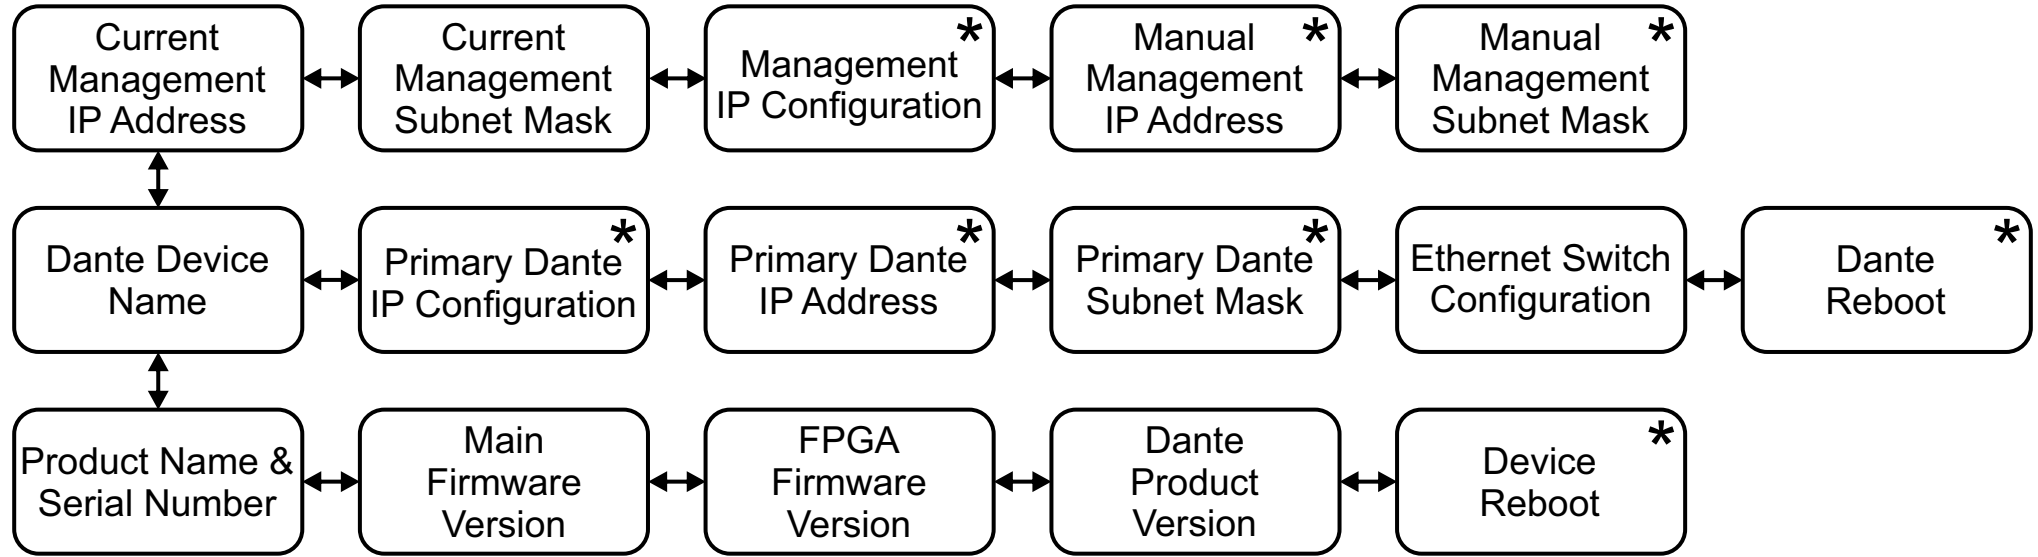 Current
Management
IP Address
Current
Management
Subnet Mask
*
Management
IP Configuration
*
Manual
Management
IP Address
*
Manual
Management
Subnet Mask
Dante Device
Name
*
Primary Dante
IP Configuration
*
Primary Dante
IP Address
*
Primary Dante
Subnet Mask
Ethernet Switch
Configuration
*
Dante
Reboot
Product Name &
Serial Number
Main
Firmware
Version
FPGA
Firmware
Version
Dante
Product
Version
*
Device
Reboot